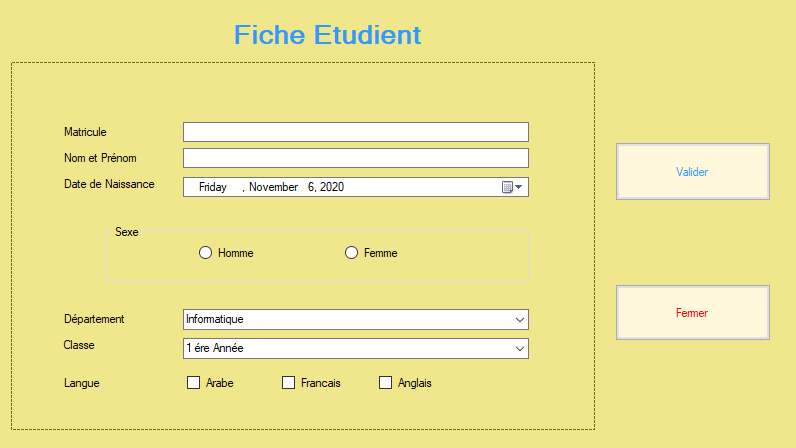 Fiche Etudient
Matricule
Nom et Prénom
Date de Naissance Friday , November 6, 2020
Valider
Sexe
Homme Femme
Fermer
Département Informatique
Classe 1 ére Année
Langue Arabe Francais Anglais